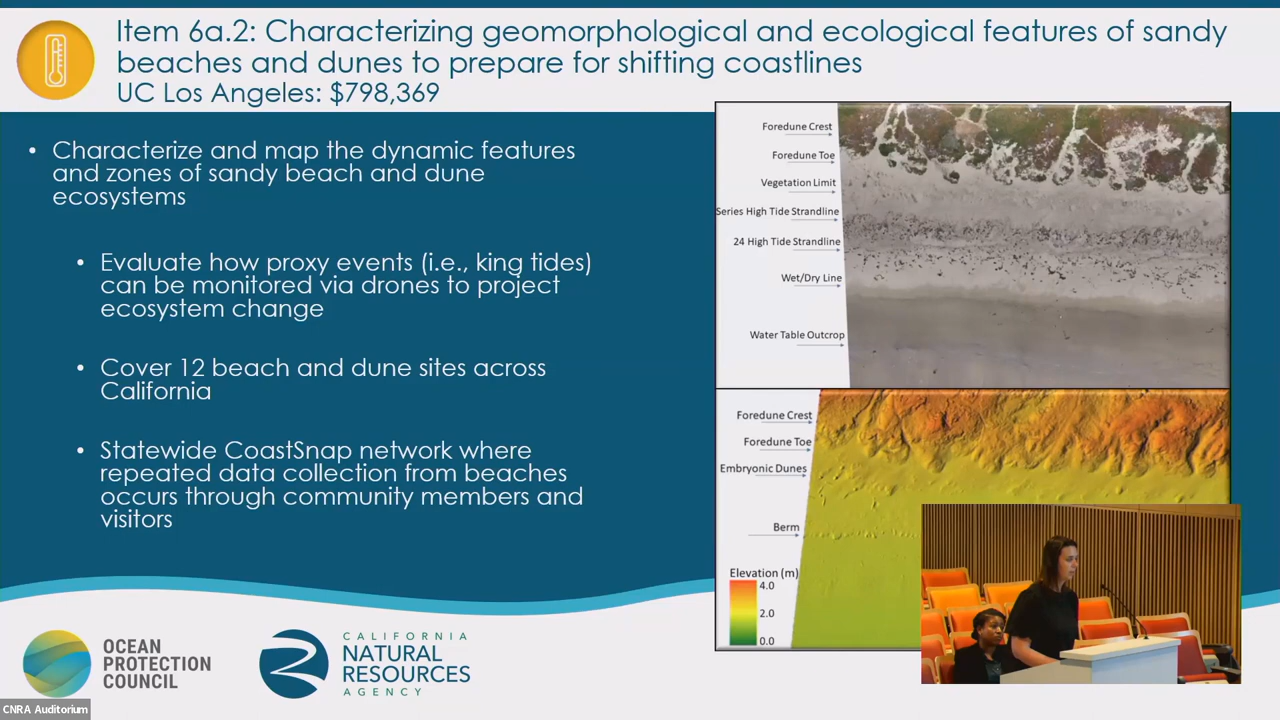 Item 6a.2: Characterizing geomorphological and ecological features of sandy
beaches and dunes to prepare for shifting coastlines
UC Los Angeles: $798,369
• Characterize and map the dynamic features
and zones of sandy beach and dune
ecosystems
• Evaluate how proxy events (i.e., king tides)
can be monitored via drones to project
ecosystem change
• Cover 12 beach and dune sites across
California
• Statewide CoastSnap network where
repeated data collection from beaches
occurs through community members and
visitors
Foredune Crest
Foredune Toe
Vegetation Limit
Series High Tide Strandline
24 High Tide Strandline
Wet/Dry Line
Water Table Outcrop
Foredune Crest
Foredune Toe
Embryonic Dunes
Berm
Elevation (m)
4.0
2.0
0.0
OCEAN
PROTECTION
COUNCIL
CALIFORNIA
NATURAL
RESOURCES
AGENCY
CNRA Auditorium